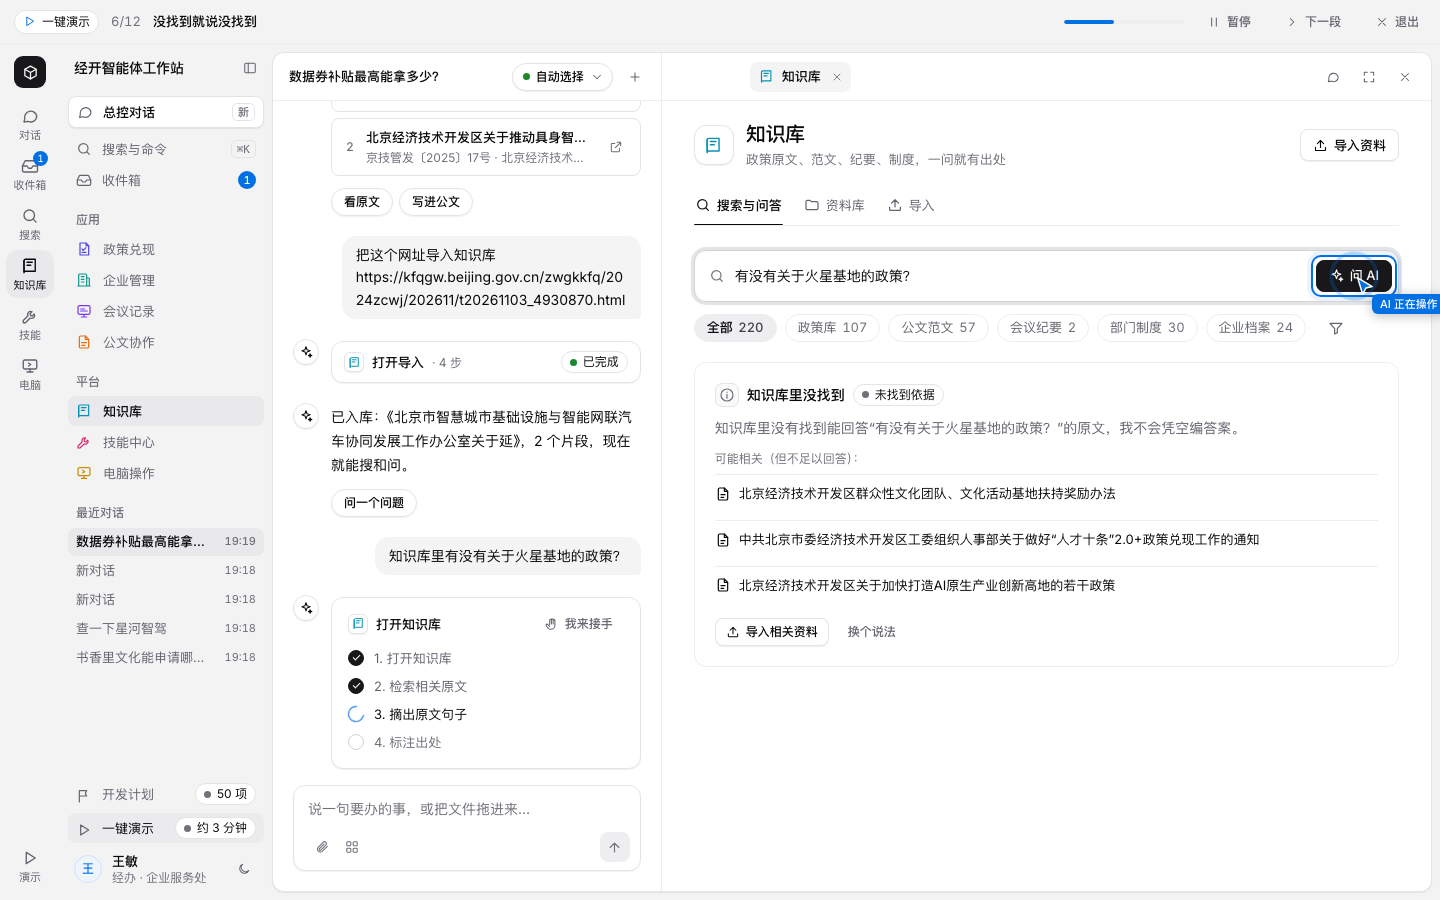 一键演示
6/12
没找到就说没找到
暂停
下一段
退出
对话
1
收件箱
搜索
知识库
技能
电脑
演示
经开智能体工作站
总控对话
新
搜索与命令
⌘K
收件箱
1
应用
政策兑现
企业管理
会议记录
公文协作
平台
知识库
技能中心
电脑操作
最近对话
数据券补贴最高能拿... 19:19
新对话 19:18
新对话 19:18
查一下星河智驾 19:18
书香里文化能申请哪... 19:18
开发计划
50 项
一键演示
约 3 分钟
王
王敏
经办 · 企业服务处
数据券补贴最高能拿多少?
自动选择
2
北京经济技术开发区关于推动具身智...
京技管发〔2025〕17号 · 北京经济技术...
看原文
写进公文
把这个网址导入知识库
https://kfqgw.beijing.gov.cn/zwgkkfq/20
24zcwj/202611/t20261103_4930870.html
打开导入 · 4 步
已完成
已入库：《北京市智慧城市基础设施与智能网联汽
车协同发展工作办公室关于延》，2 个片段，现在
就能搜和问。
问一个问题
知识库里有没有关于火星基地的政策?
打开知识库
我来接手
1. 打开知识库
2. 检索相关原文
3. 摘出原文句子
4. 标注出处
说一句要办的事，或把文件拖进来...
知识库
知识库
政策原文、范文、纪要、制度，一问就有出处
导入资料
搜索与问答
资料库
导入
有没有关于火星基地的政策?
问 AI
AI 正在操作
全部 220
政策库 107
公文范文 57
会议纪要 2
部门制度 30
企业档案 24
知识库里没找到
未找到依据
知识库里没有找到能回答“有没有关于火星基地的政策？”的原文，我不会凭空编答案。
可能相关（但不足以回答）：
北京经济技术开发区群众性文化团队、文化活动基地扶持奖励办法
中共北京市委经济技术开发区工委组织人事部关于做好“人才十条”2.0+政策兑现工作的通知
北京经济技术开发区关于加快打造AI原生产业创新高地的若干政策
导入相关资料
换个说法